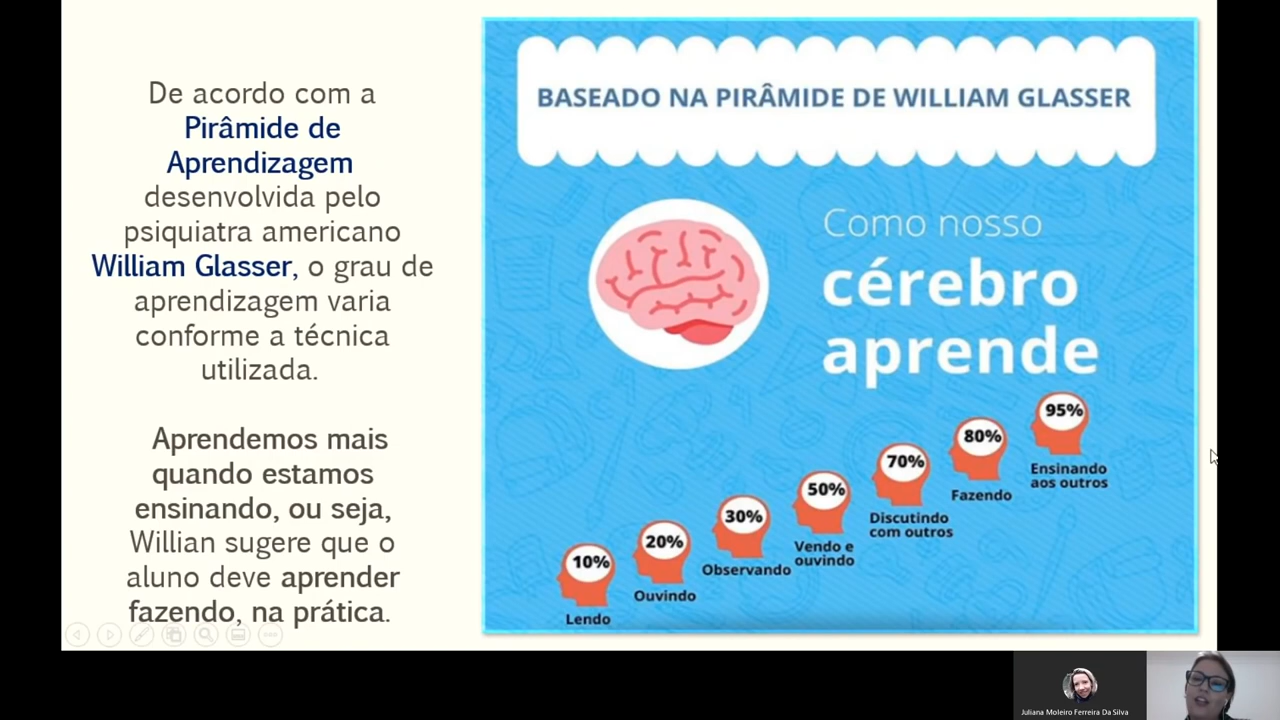 De acordo com a
Pirâmide de
Aprendizagem
desenvolvida pelo
psiquiatra americano
William Glasser, o grau de
aprendizagem varia
conforme a técnica
utilizada.
Aprendemos mais
quando estamos
ensinando, ou seja,
Willian sugere que o
aluno deve aprender
fazendo, na prática.
BASEADO NA PIRÂMIDE DE WILLIAM GLASSER
Como nosso
cérebro
aprende
10%
Lendo
20%
Ouvindo
30%
Observando
50%
Vendo e
ouvindo
70%
Discutindo
com outros
80%
Fazendo
95%
Ensinando
aos outros
Juliana Moleiro Ferreira Da Silva